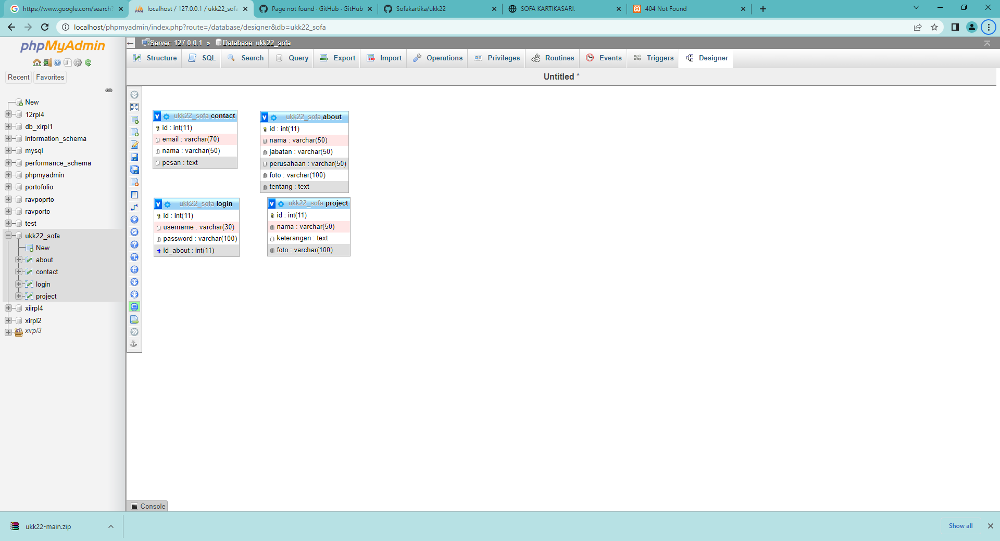 https://www.google.com/search?
localhost / 127.0.0.1 / ukk22_sofa
Page not found · GitHub · GitHub
Sofakartika/ukk22
SOFA KARTIKASARI.
404 Not Found
localhost/phpmyadmin/index.php?route=/database/designer&db=ukk22_sofa
phpMyAdmin
Recent
Favorites
New
12rpl4
db_xirpl1
information_schema
mysql
performance_schema
phpmyadmin
portofolio
ravpoprto
ravporto
test
ukk22_sofa
New
about
contact
login
project
xiirpl4
xirpl2
xirpl3
Server: 127.0.0.1 » Database: ukk22_sofa
Structure
SQL
Search
Query
Export
Import
Operations
Privileges
Routines
Events
Triggers
Designer
Untitled *
v ukk22_sofa contact
id : int(11)
email : varchar(70)
nama : varchar(50)
pesan : text
v ukk22_sofa about
id : int(11)
nama : varchar(50)
jabatan : varchar(50)
perusahaan : varchar(50)
foto : varchar(100)
tentang : text
v ukk22_sofa login
id : int(11)
username : varchar(30)
password : varchar(100)
# id_about : int(11)
v ukk22_sofa project
id : int(11)
nama : varchar(50)
keterangan : text
foto : varchar(100)
Console
ukk22-main.zip
Show all